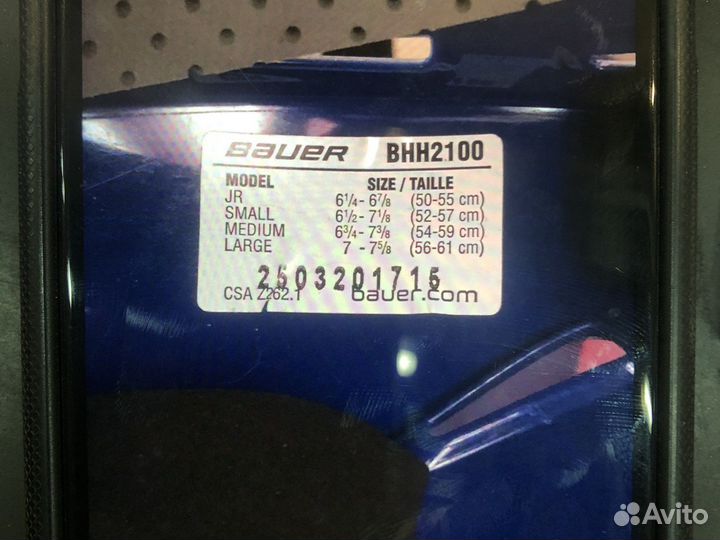 BAUER BHH2100
MODEL SIZE / TAILLE
JR 6¼ - 6⅞ (50-55 cm)
SMALL 6½ - 7⅛ (52-57 cm)
MEDIUM 6¾ - 7⅜ (54-59 cm)
LARGE 7 - 7⅝ (56-61 cm)
2503201715
CSA Z262.1 bauer.com
Avito